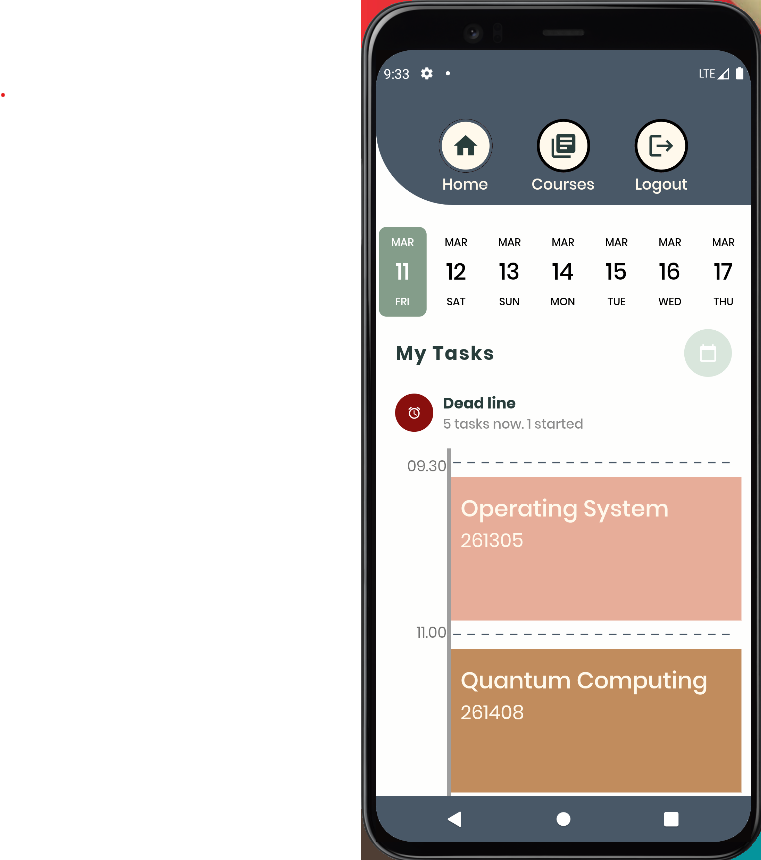 9:33 LTE
Home Courses Logout
MAR MAR MAR MAR MAR MAR MAR
11 12 13 14 15 16 17
FRI SAT SUN MON TUE WED THU
My Tasks
Dead line
5 tasks now. 1 started
09.30
Operating System
261305
11.00
Quantum Computing
261408